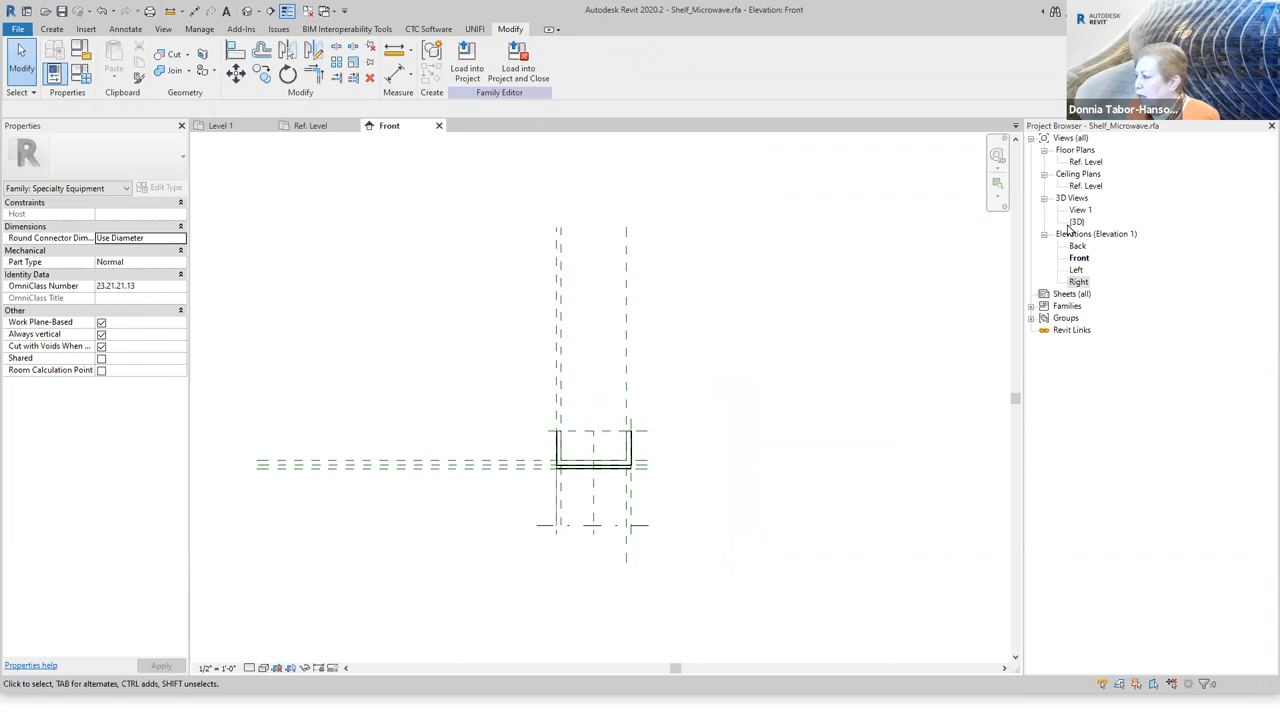 Autodesk Revit 2020.2 - Shelf_Microwave.rfa - Elevation: Front
AUTODESK
REVIT
File Create Insert Annotate View Manage Add-Ins Issues BIM Interoperability Tools CTC Software UNIFI Modify
Modify
Paste
Cut
Join
Load into
Project
Load into
Project and Close
Select Properties Clipboard Geometry Modify Measure Create Family Editor
Donnia Tabor-Hanso...
Properties
Level 1
Ref. Level
Front
Project Browser - Shelf_Microwave.rfa
R
Family: Specialty Equipment
Edit Type
Constraints
Host
Dimensions
Round Connector Dim... Use Diameter
Mechanical
Part Type Normal
Identity Data
OmniClass Number 23.21.21.13
OmniClass Title
Other
Work Plane-Based
Always vertical
Cut with Voids When ...
Shared
Room Calculation Point
Views (all)
Floor Plans
Ref. Level
Ceiling Plans
Ref. Level
3D Views
View 1
{3D}
Elevations (Elevation 1)
Back
Front
Left
Right
Sheets (all)
Families
Groups
Revit Links
Properties help
Apply
1/2" = 1'-0"
Click to select, TAB for alternates, CTRL adds, SHIFT unselects.
:0